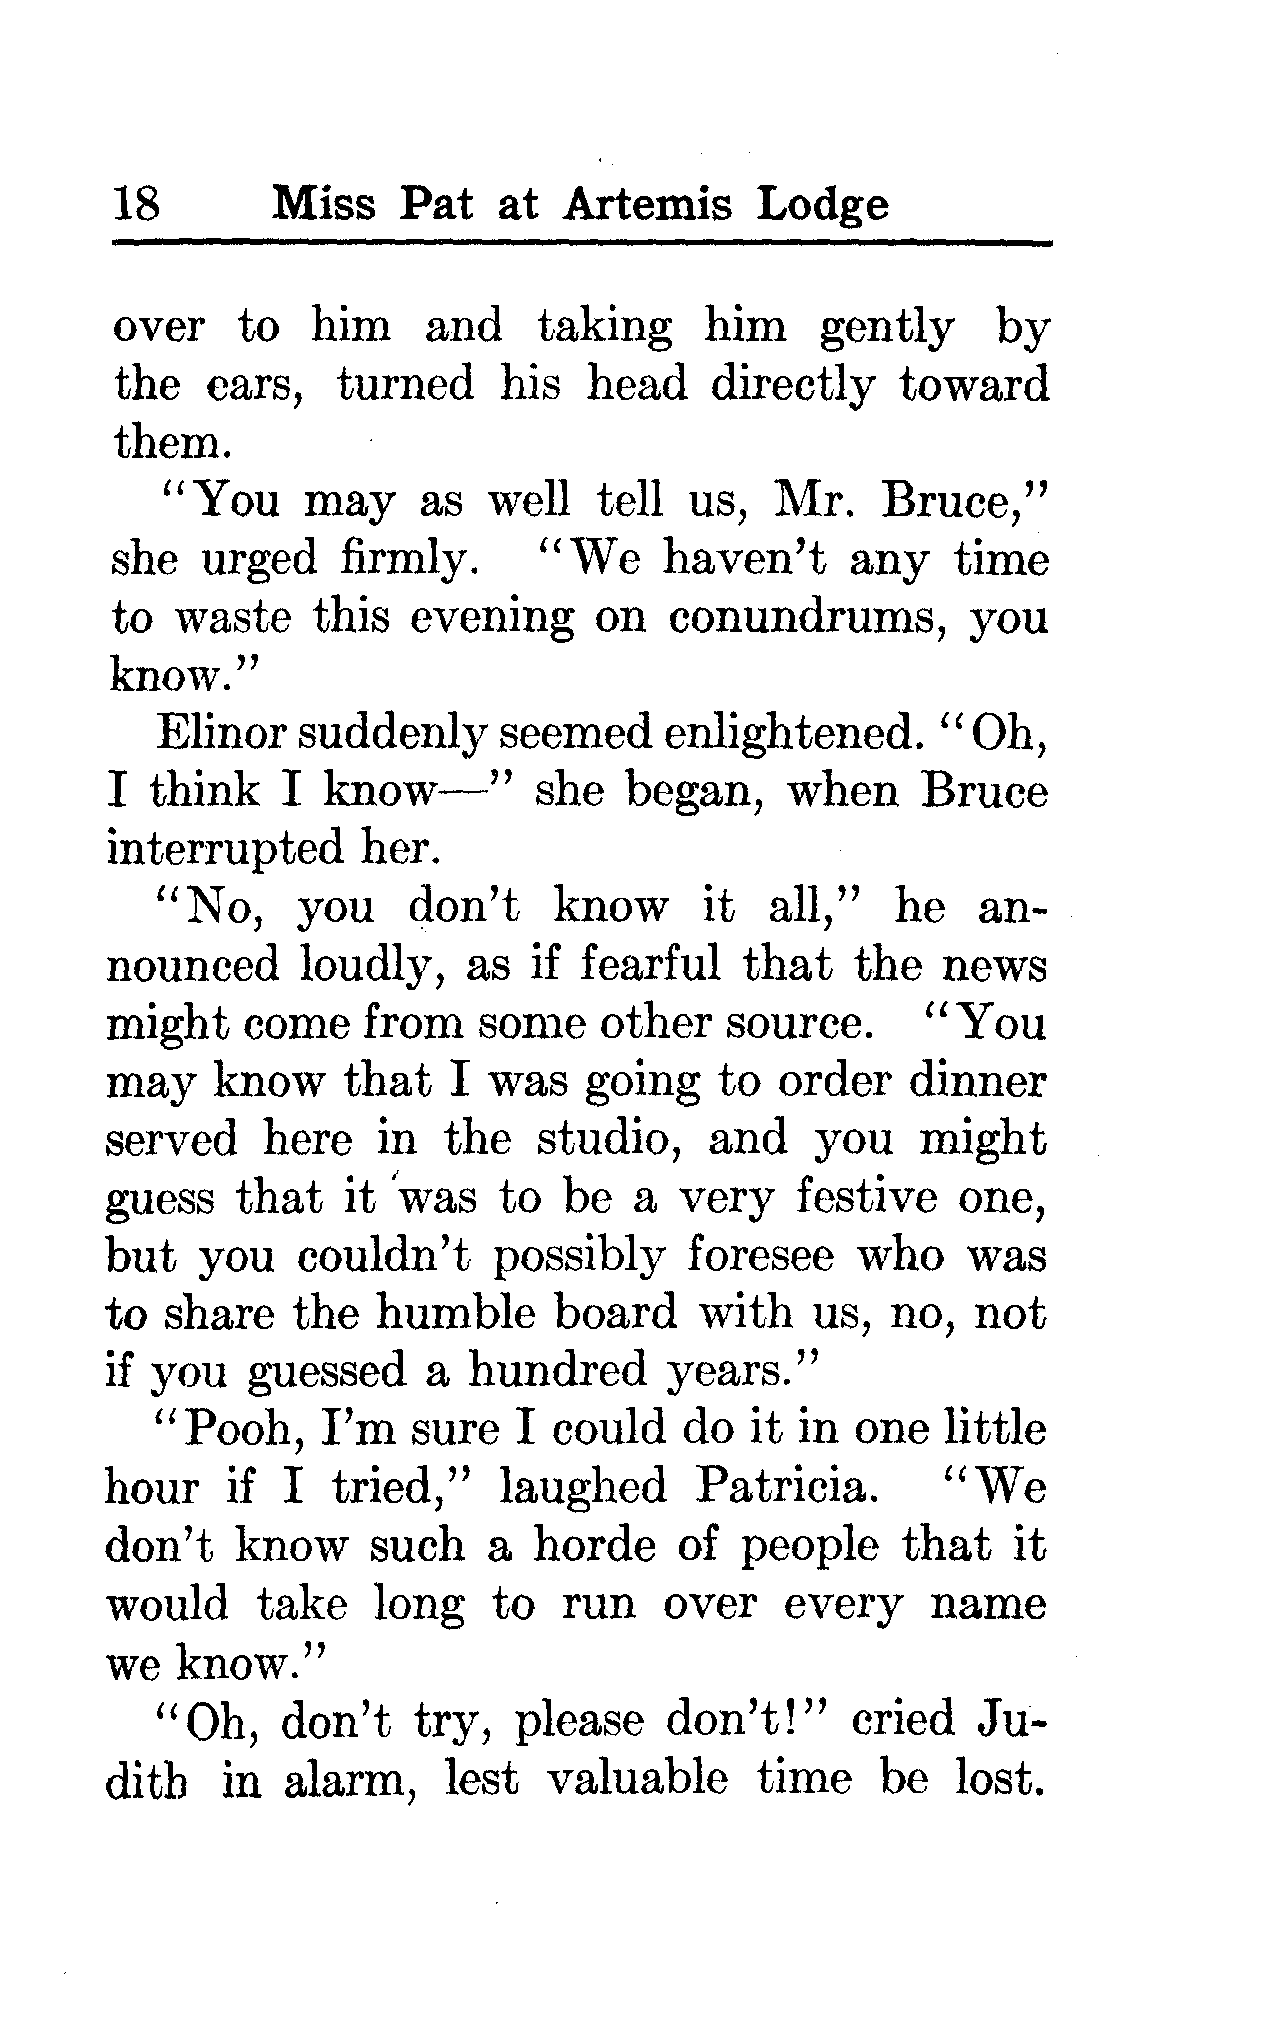 18 Miss Pat at Artemis Lodge
over to him and taking him gently by
the ears, turned his head directly toward
them.
"You may as well tell us, Mr. Bruce,"
she urged firmly. "We haven't any time
to waste this evening on conundrums, you
know."
Elinor suddenly seemed enlightened. "Oh,
I think I know—" she began, when Bruce
interrupted her.
"No, you don't know it all," he an-
nounced loudly, as if fearful that the news
might come from some other source. "You
may know that I was going to order dinner
served here in the studio, and you might
guess that it was to be a very festive one,
but you couldn't possibly foresee who was
to share the humble board with us, no, not
if you guessed a hundred years."
"Pooh, I'm sure I could do it in one little
hour if I tried," laughed Patricia. "We
don't know such a horde of people that it
would take long to run over every name
we know."
"Oh, don't try, please don't!" cried Ju-
dith in alarm, lest valuable time be lost.